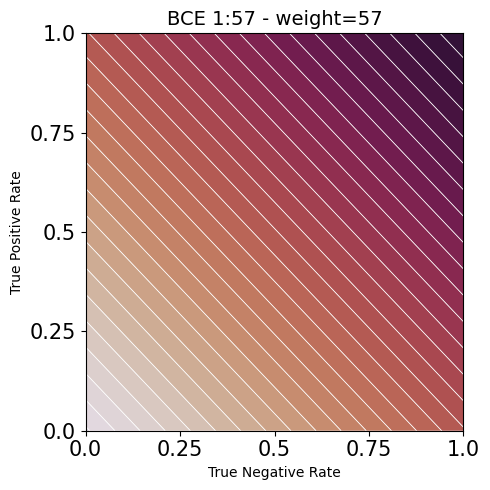 BCE 1:57 - weight=57
1.0
0.75
0.5
0.25
0.0
True Positive Rate
0.0 0.25 0.5 0.75 1.0
True Negative Rate